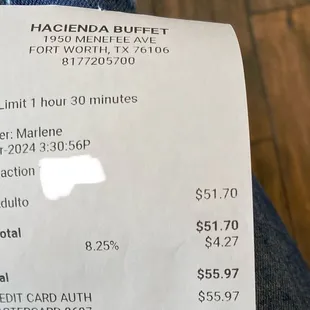 HACIENDA BUFFET
1950 MENEFEE AVE
FORT WORTH, TX 76106
8177205700
Limit 1 hour 30 minutes
er: Marlene
r-2024 3:30:56P
action
dulto $51.70
otal $51.70
8.25% $4.27
al $55.97
EDIT CARD AUTH $55.97